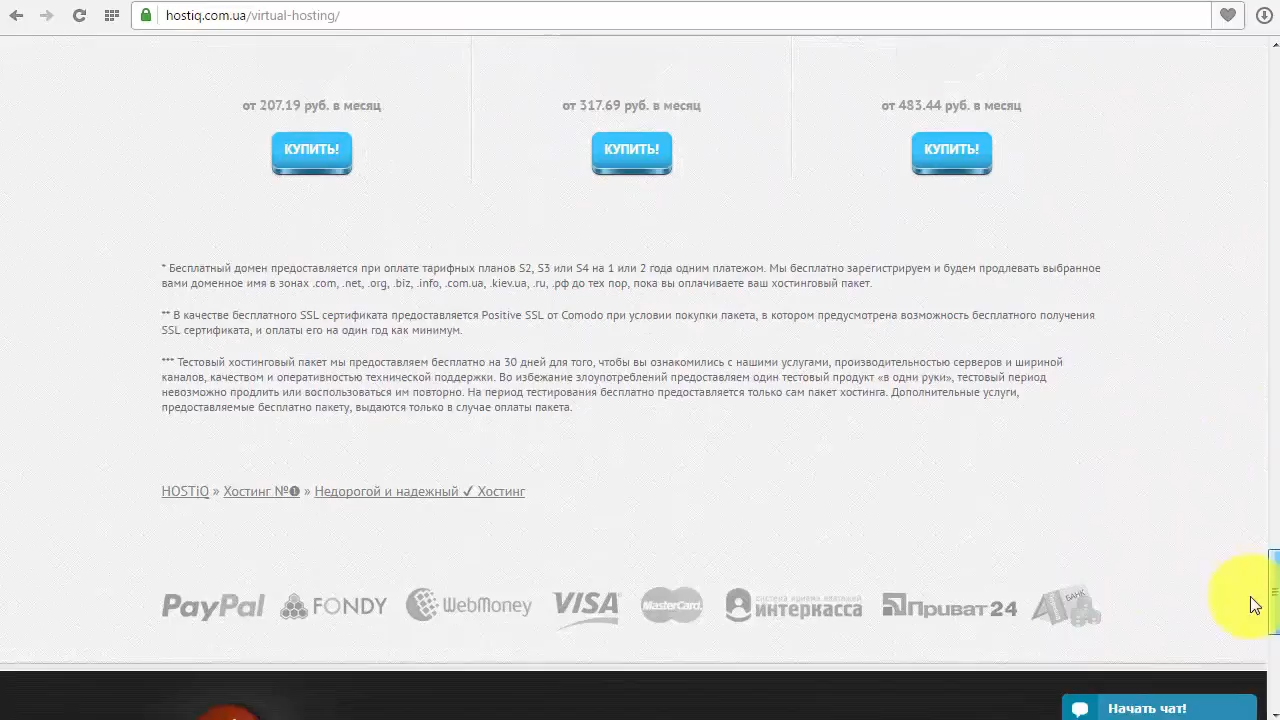 hostiq.com.ua/virtual-hosting/
от 207.19 руб. в месяц
от 317.69 руб. в месяц
от 483.44 руб. в месяц
КУПИТЬ!
КУПИТЬ!
КУПИТЬ!
* Бесплатный домен предоставляется при оплате тарифных планов S2, S3 или S4 на 1 или 2 года одним платежом. Мы бесплатно зарегистрируем и будем продлевать выбранное
вами доменное имя в зонах .com, .net, .org, .biz, .info, .com.ua, .kiev.ua, .ru, .рф до тех пор, пока вы оплачиваете ваш хостинговый пакет.
** В качестве бесплатного SSL сертификата предоставляется Positive SSL от Comodo при условии покупки пакета, в котором предусмотрена возможность бесплатного получения
SSL сертификата, и оплаты его на один год как минимум.
*** Тестовый хостинговый пакет мы предоставляем бесплатно на 30 дней для того, чтобы вы ознакомились с нашими услугами, производительностью серверов и шириной
каналов, качеством и оперативностью технической поддержки. Во избежание злоупотреблений предоставляем один тестовый продукт «в одни руки», тестовый период
невозможно продлить или воспользоваться им повторно. На период тестирования бесплатно предоставляется только сам пакет хостинга. Дополнительные услуги,
предоставляемые бесплатно пакету, выдаются только в случае оплаты пакета.
HOSTiQ » Хостинг №❶ » Недорогой и надежный ✓ Хостинг
PayPal FONDY WebMoney VISA MasterCard система приема платежей интеркасса Приват24 БАНК
Начать чат!